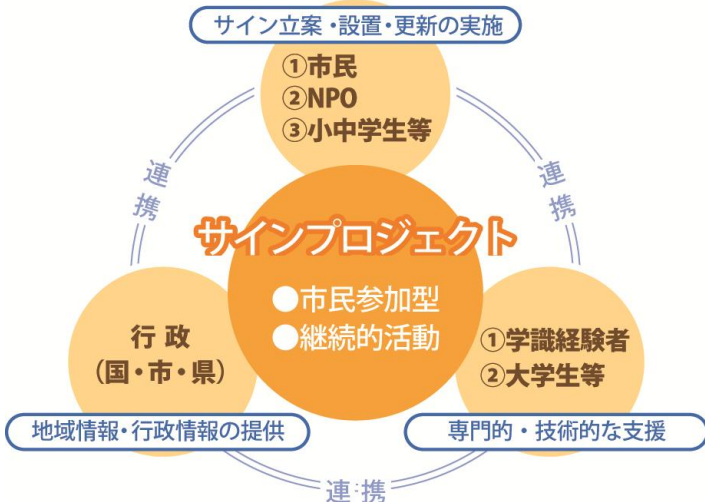 サイン立案・設置・更新の実施
①市民
②NPO
③小中学生等
連携
連携
サインプロジェクト
●市民参加型
●継続的活動
行政
(国・市・県)
地域情報・行政情報の提供
①学識経験者
②大学生等
専門的・技術的な支援
連携